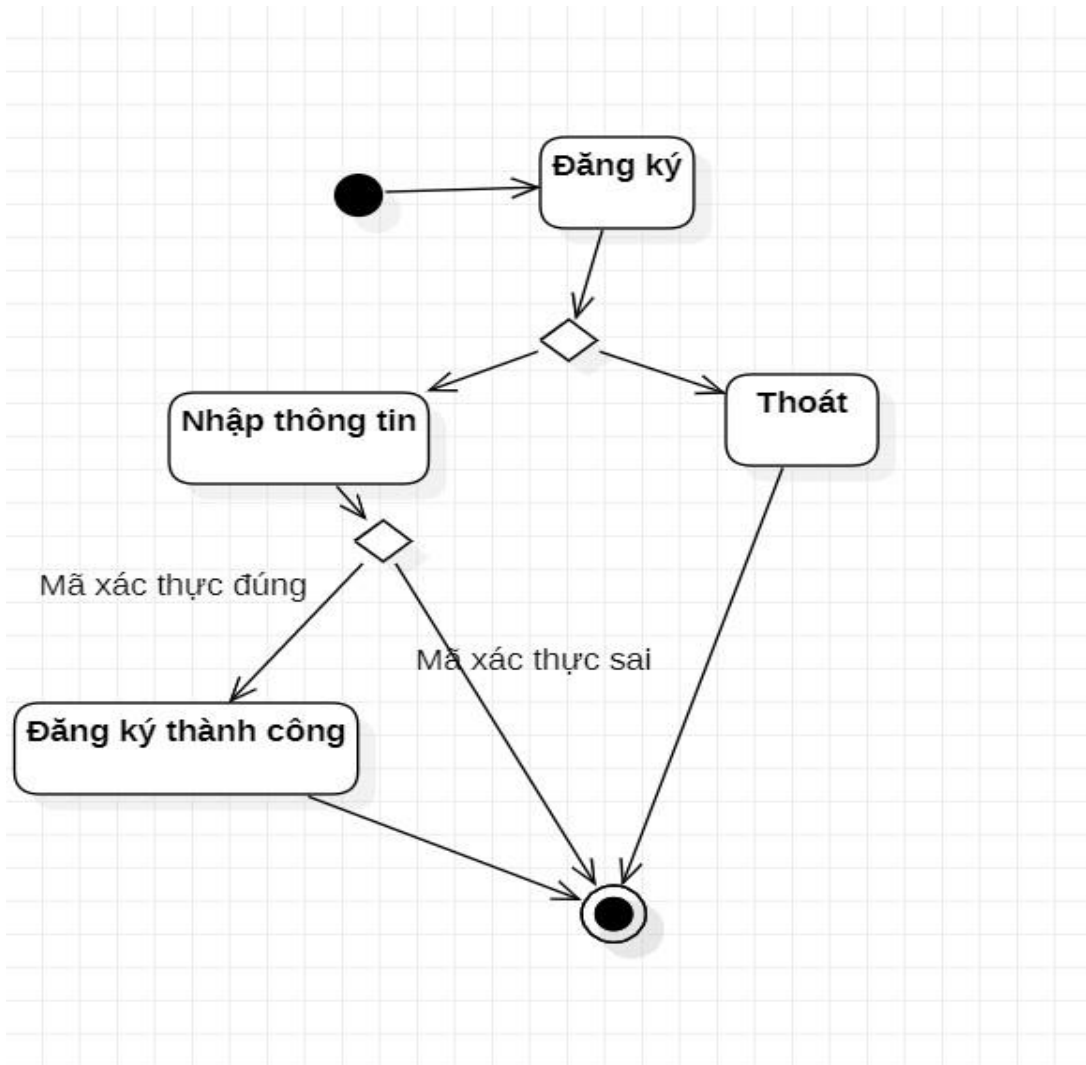 Đăng ký
Nhập thông tin
Thoát
Mã xác thực đúng
Mã xác thực sai
Đăng ký thành công